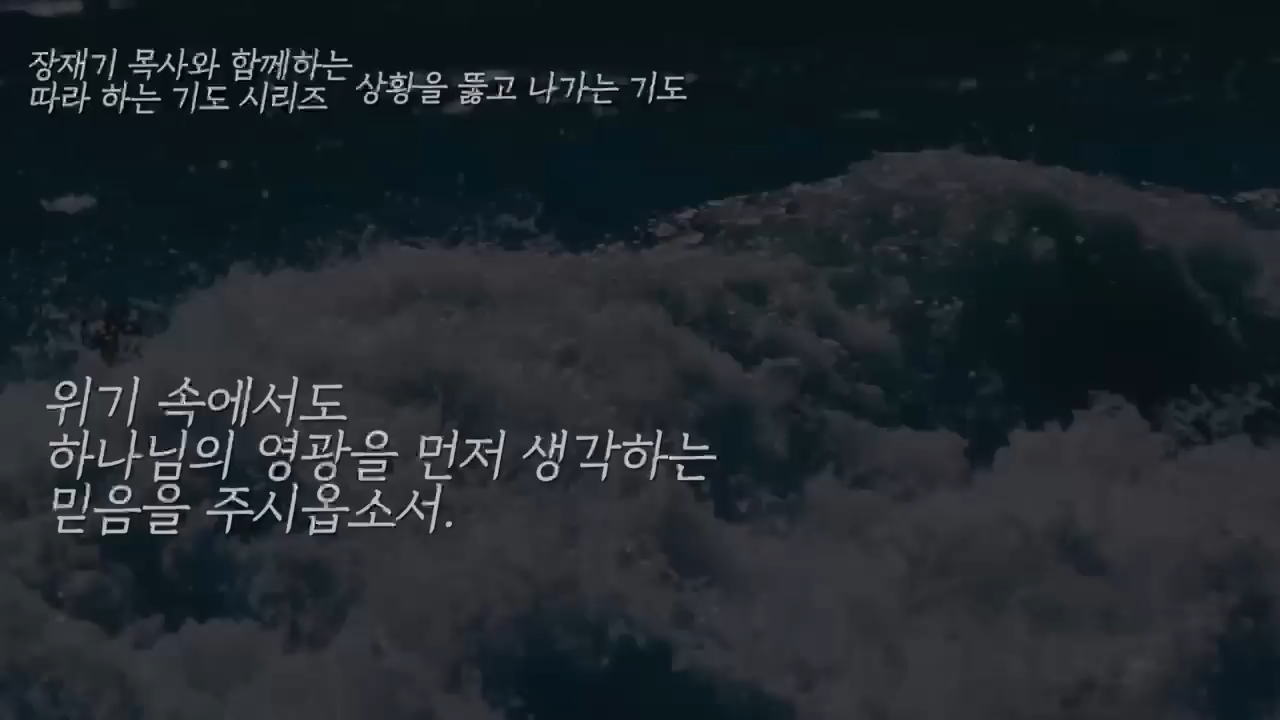 장재기 목사와 함께하는
따라 하는 기도 시리즈
상황을 뚫고 나가는 기도
위기 속에서도
하나님의 영광을 먼저 생각하는
믿음을 주시옵소서.